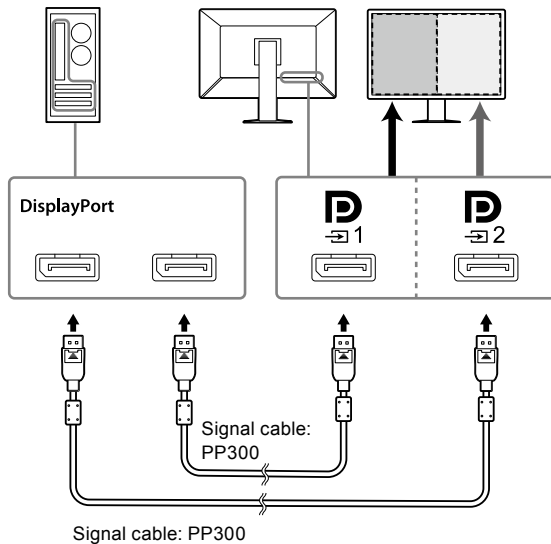 DisplayPort
1
2
Signal cable:
PP300
Signal cable: PP300